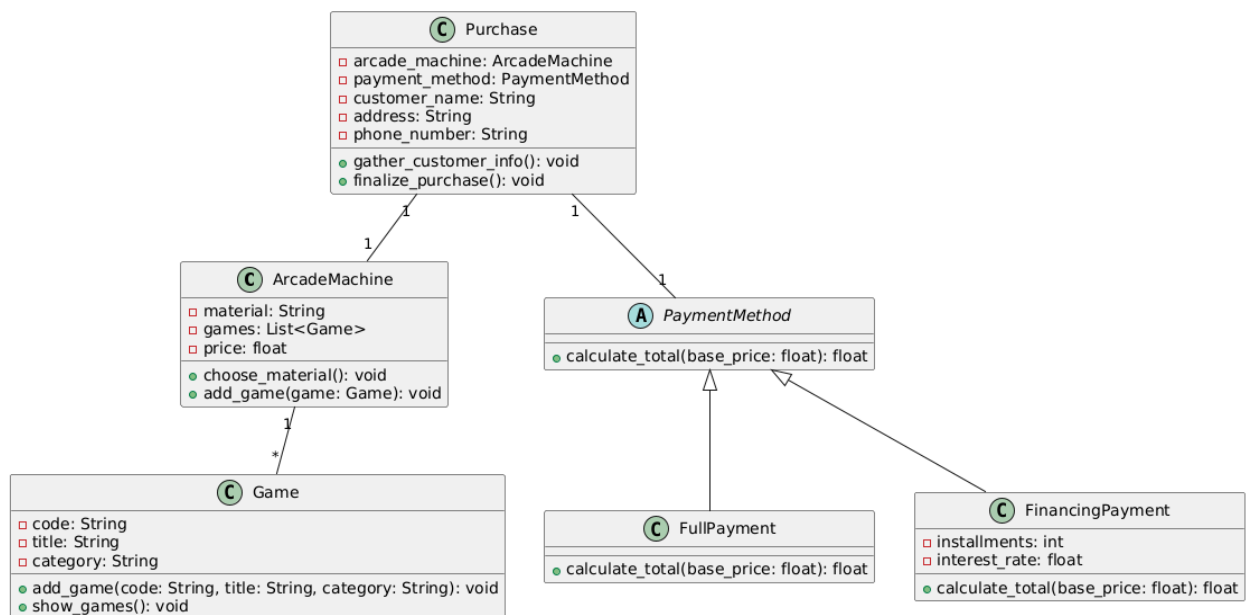 C Purchase
arcade_machine: ArcadeMachine
payment_method: PaymentMethod
customer_name: String
address: String
phone_number: String
gather_customer_info(): void
finalize_purchase(): void
1
1
1
1
C ArcadeMachine
material: String
games: List<Game>
price: float
choose_material(): void
add_game(game: Game): void
A PaymentMethod
calculate_total(base_price: float): float
1
*
C Game
code: String
title: String
category: String
add_game(code: String, title: String, category: String): void
show_games(): void
C FullPayment
calculate_total(base_price: float): float
C FinancingPayment
installments: int
interest_rate: float
calculate_total(base_price: float): float